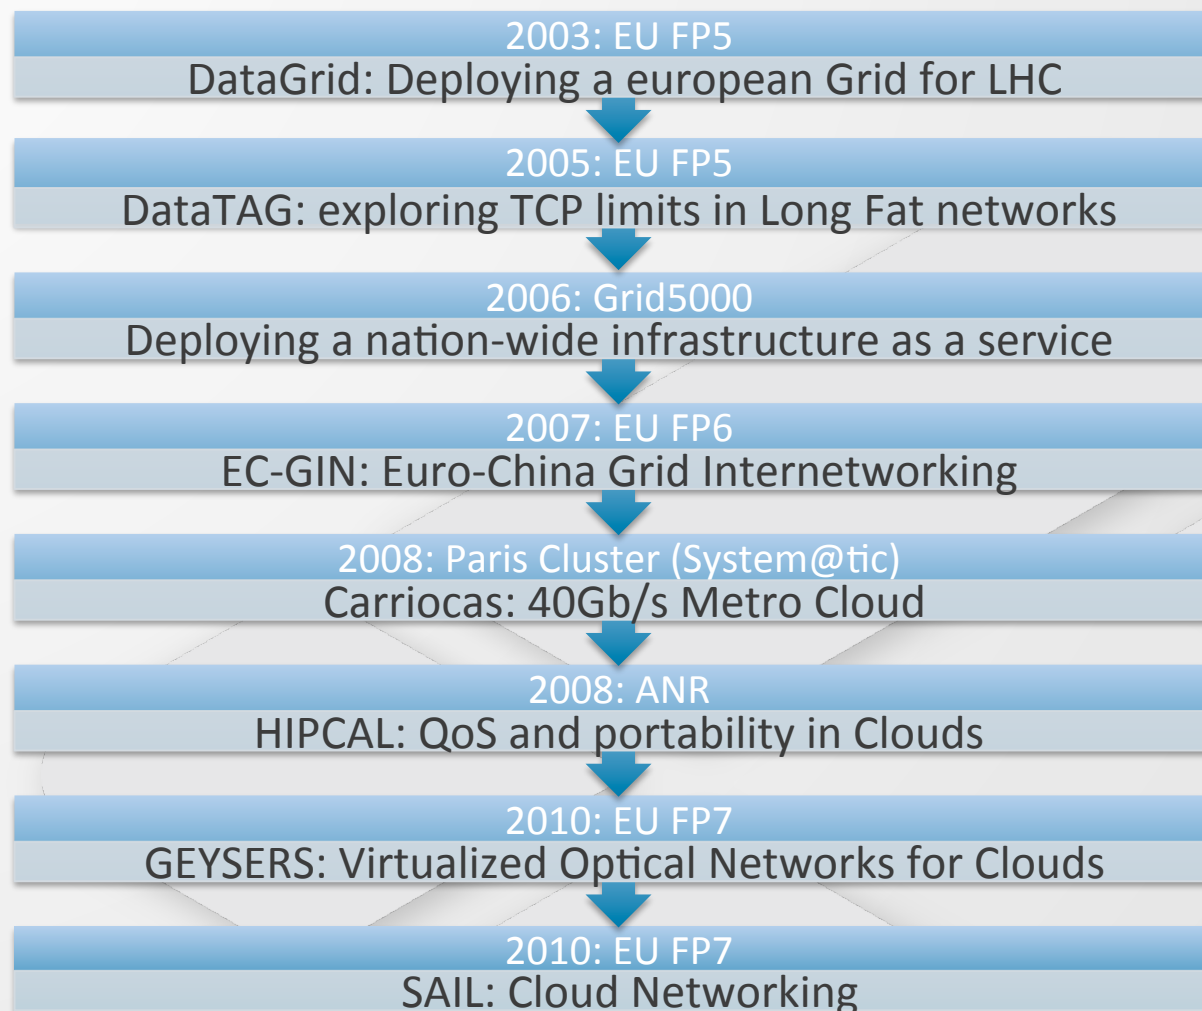 2003: EU FP5
DataGrid: Deploying a european Grid for LHC
2005: EU FP5
DataTAG: exploring TCP limits in Long Fat networks
2006: Grid5000
Deploying a nation-wide infrastructure as a service
2007: EU FP6
EC-GIN: Euro-China Grid Internetworking
2008: Paris Cluster (System@tic)
Carriocas: 40Gb/s Metro Cloud
2008: ANR
HIPCAL: QoS and portability in Clouds
2010: EU FP7
GEYSERS: Virtualized Optical Networks for Clouds
2010: EU FP7
SAIL: Cloud Networking